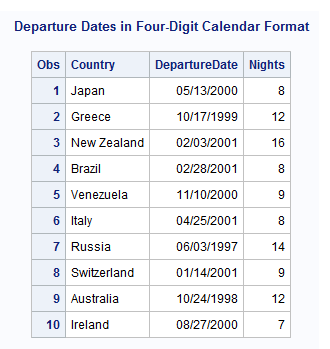 Departure Dates in Four-Digit Calendar Format
Obs Country DepartureDate Nights
1 Japan 05/13/2000 8
2 Greece 10/17/1999 12
3 New Zealand 02/03/2001 16
4 Brazil 02/28/2001 8
5 Venezuela 11/10/2000 9
6 Italy 04/25/2001 8
7 Russia 06/03/1997 14
8 Switzerland 01/14/2001 9
9 Australia 10/24/1998 12
10 Ireland 08/27/2000 7